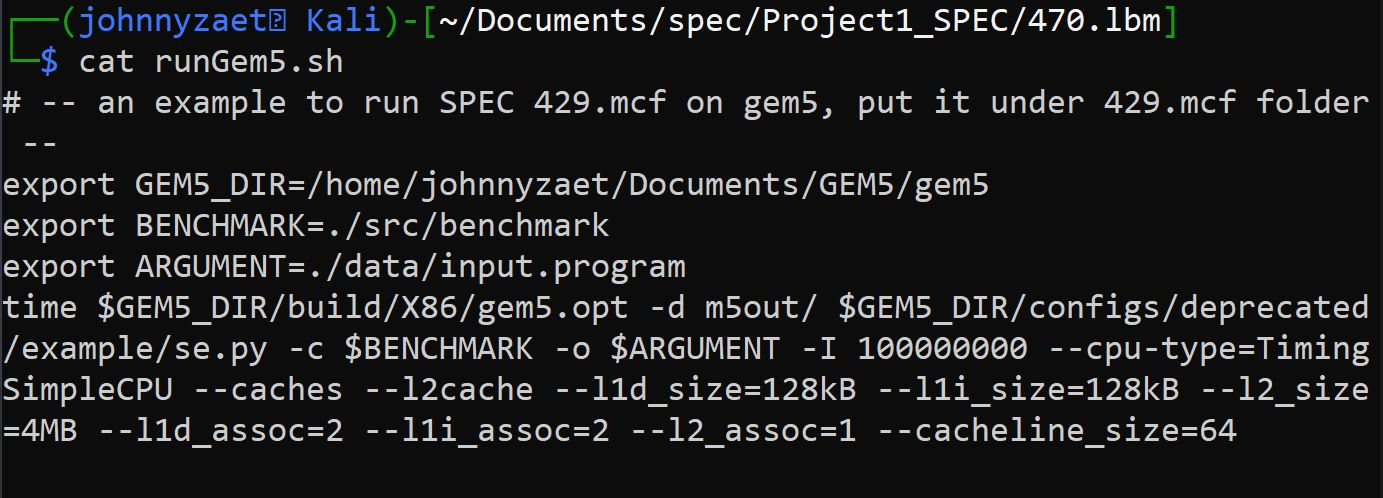 ┌──(johnnyzaet⍰ Kali)-[~/Documents/spec/Project1_SPEC/470.lbm]
└─$ cat runGem5.sh
# -- an example to run SPEC 429.mcf on gem5, put it under 429.mcf folder
 --
export GEM5_DIR=/home/johnnyzaet/Documents/GEM5/gem5
export BENCHMARK=./src/benchmark
export ARGUMENT=./data/input.program
time $GEM5_DIR/build/X86/gem5.opt -d m5out/ $GEM5_DIR/configs/deprecated
/example/se.py -c $BENCHMARK -o $ARGUMENT -I 100000000 --cpu-type=Timing
SimpleCPU --caches --l2cache --l1d_size=128kB --l1i_size=128kB --l2_size
=4MB --l1d_assoc=2 --l1i_assoc=2 --l2_assoc=1 --cacheline_size=64